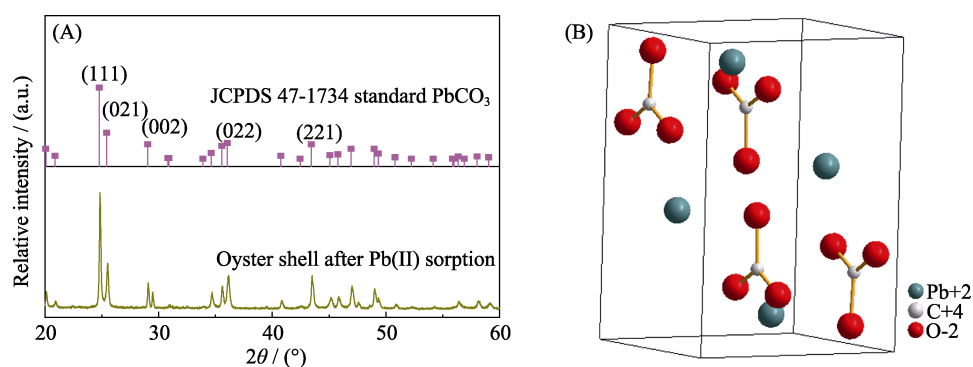 (A)
Relative intensity / (a.u.)
(111)
(021)
(002)
(022)
(221)
JCPDS 47-1734 standard PbCO₃
Oyster shell after Pb(II) sorption
20 30 40 50 60
2θ / (°)
(B)
Pb+2
C+4
O-2